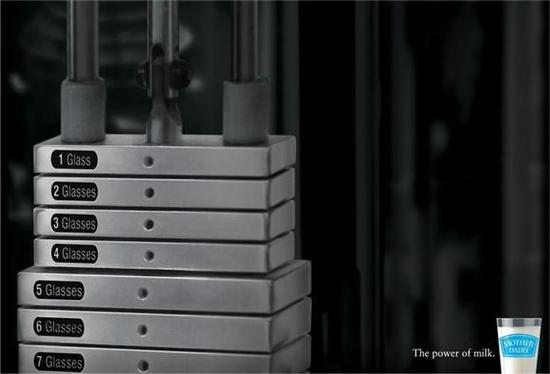 1 Glass
2 Glasses
3 Glasses
4 Glasses
5 Glasses
6 Glasses
7 Glasses
The power of milk.
MOTHER
DAIRY